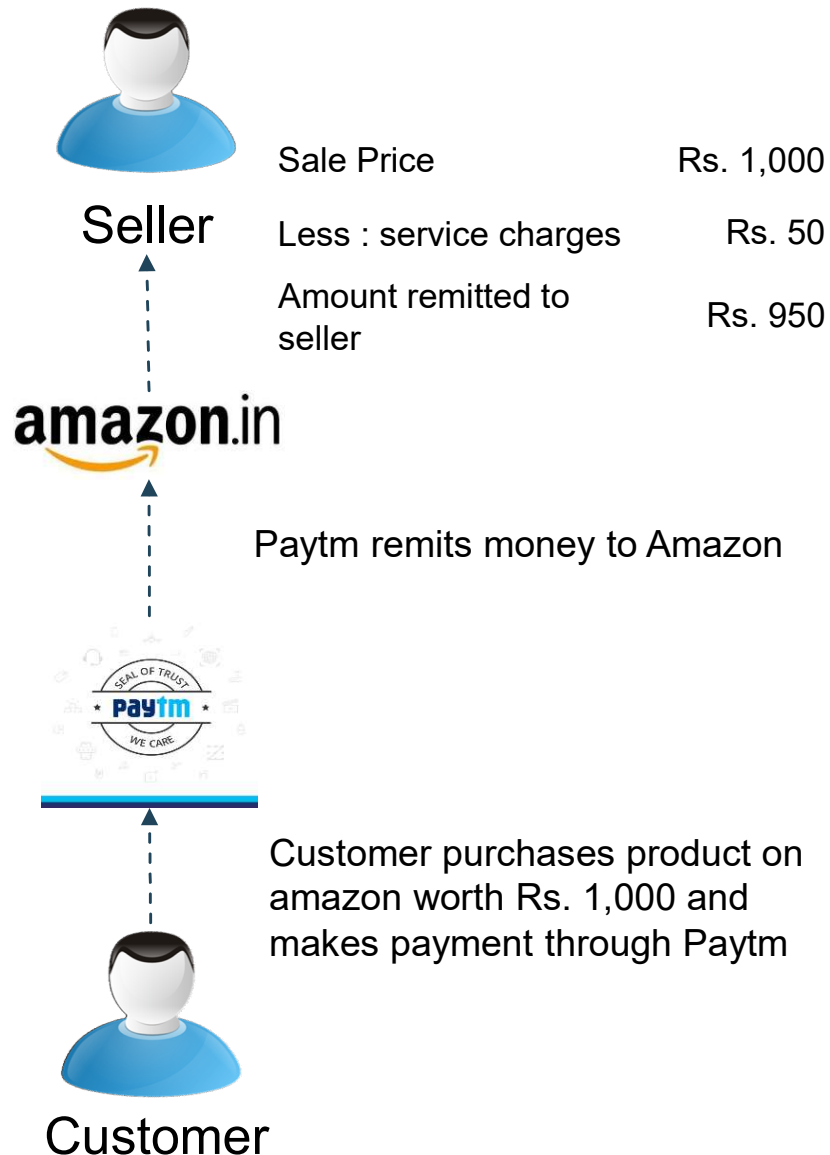 Sale Price Rs. 1,000
Seller
Less : service charges Rs. 50
Amount remitted to
seller
Rs. 950
amazon.in
Paytm remits money to Amazon
SEAL OF TRUST
paytm
WE CARE
Customer purchases product on
amazon worth Rs. 1,000 and
makes payment through Paytm
Customer